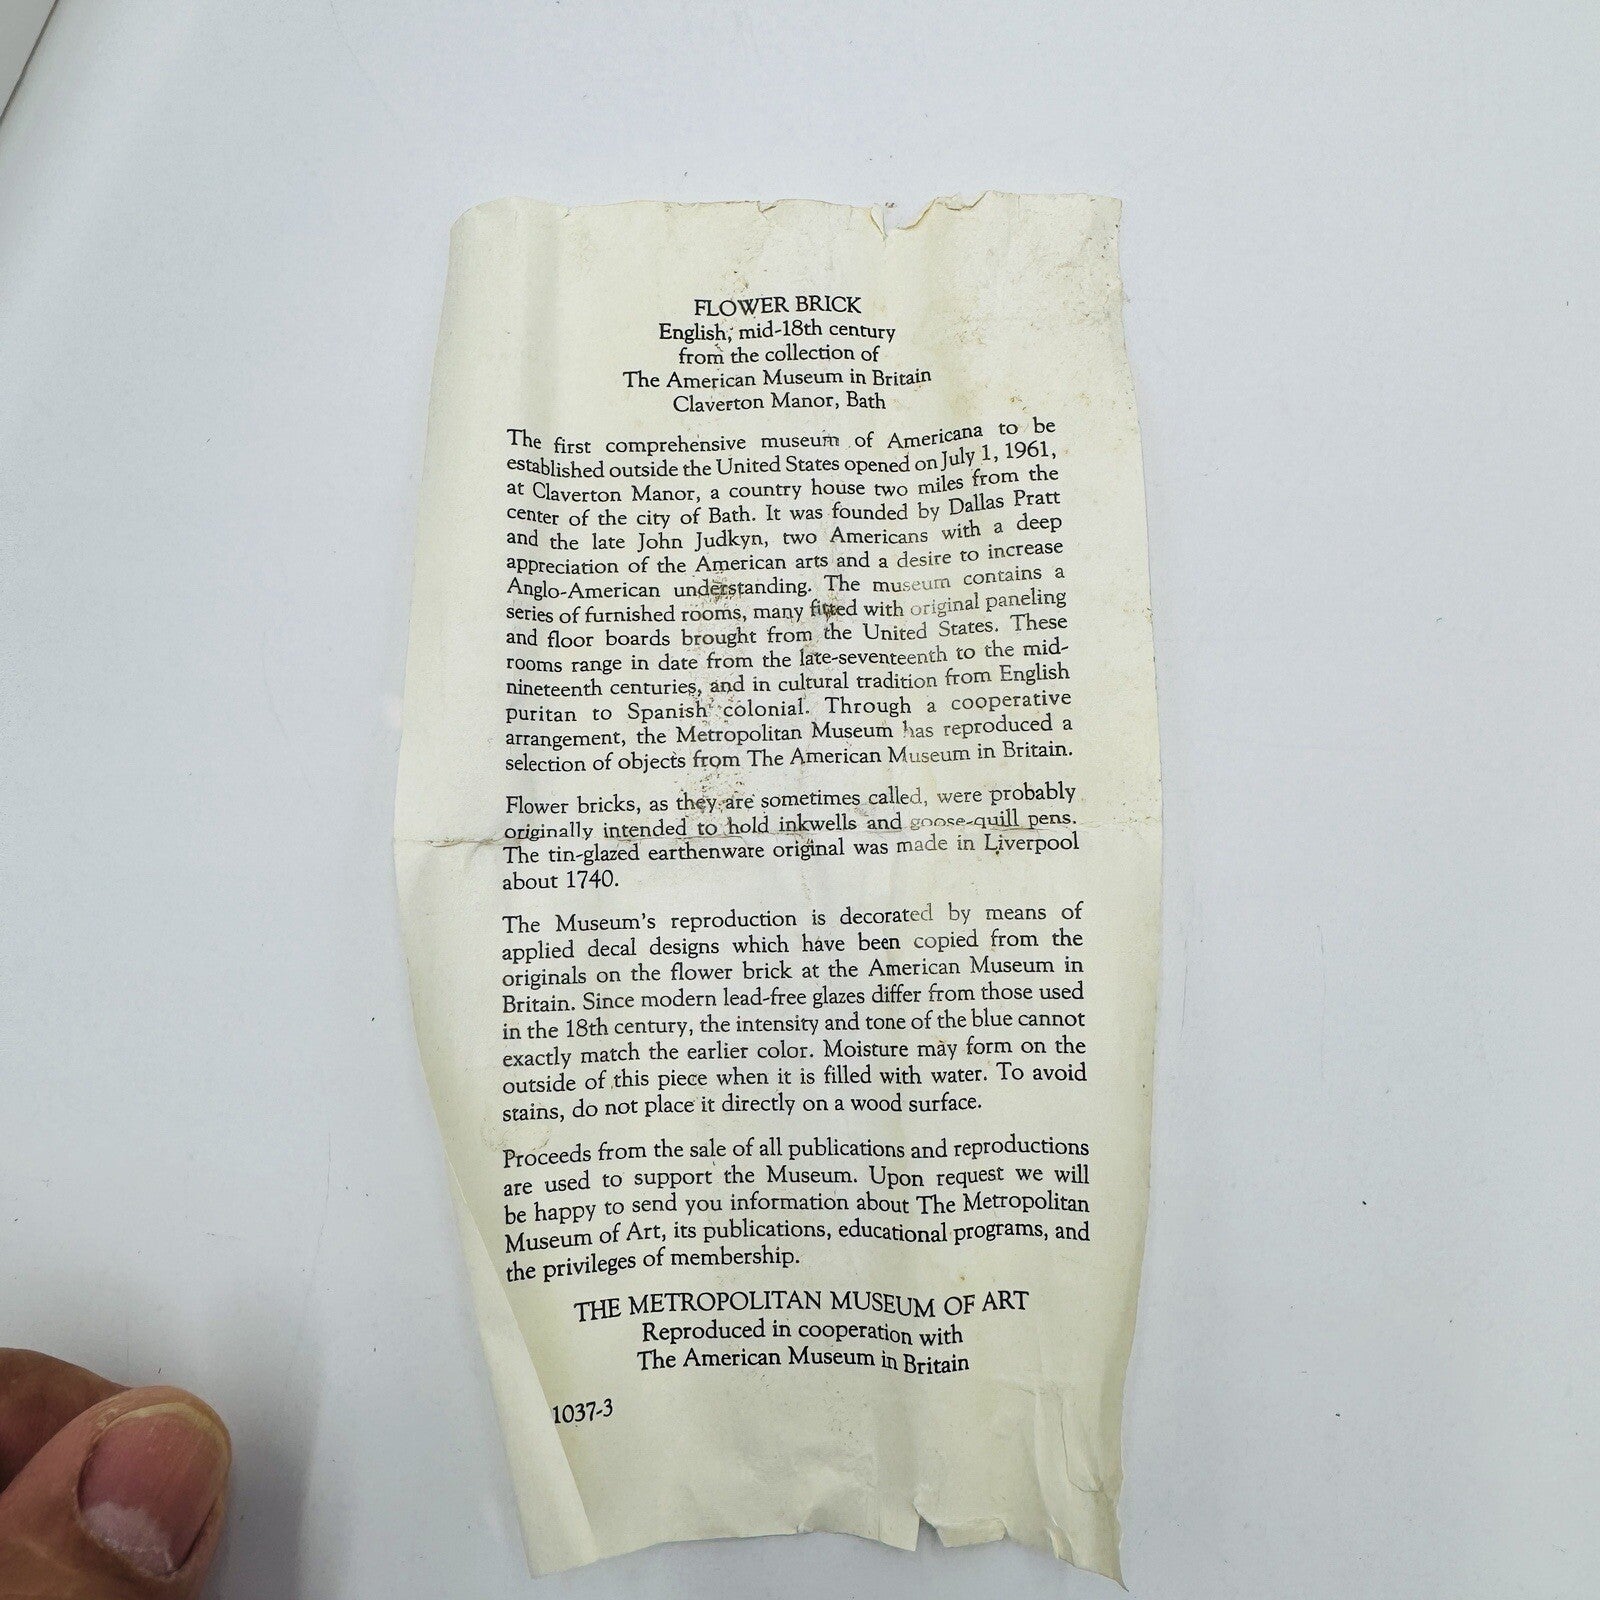 FLOWER BRICK
English, mid-18th century
from the collection of
The American Museum in Britain
Claverton Manor, Bath
The first comprehensive museum of Americana to be
established outside the United States opened on July 1, 1961,
at Claverton Manor, a country house two miles from the
center of the city of Bath. It was founded by Dallas Pratt
and the late John Judkyn, two Americans with a deep
appreciation of the American arts and a desire to increase
Anglo-American understanding. The museum contains a
series of furnished rooms, many fitted with original paneling
and floor boards brought from the United States. These
rooms range in date from the late-seventeenth to the mid-
nineteenth centuries, and in cultural tradition from English
puritan to Spanish colonial. Through a cooperative
arrangement, the Metropolitan Museum has reproduced a
selection of objects from The American Museum in Britain.
Flower bricks, as they are sometimes called, were probably
originally intended to hold inkwells and goose-quill pens.
The tin-glazed earthenware original was made in Liverpool
about 1740.
The Museum's reproduction is decorated by means of
applied decal designs which have been copied from the
originals on the flower brick at the American Museum in
Britain. Since modern lead-free glazes differ from those used
in the 18th century, the intensity and tone of the blue cannot
exactly match the earlier color. Moisture may form on the
outside of this piece when it is filled with water. To avoid
stains, do not place it directly on a wood surface.
Proceeds from the sale of all publications and reproductions
are used to support the Museum. Upon request we will
be happy to send you information about The Metropolitan
Museum of Art, its publications, educational programs, and
the privileges of membership.
THE METROPOLITAN MUSEUM OF ART
Reproduced in cooperation with
The American Museum in Britain
1037-3